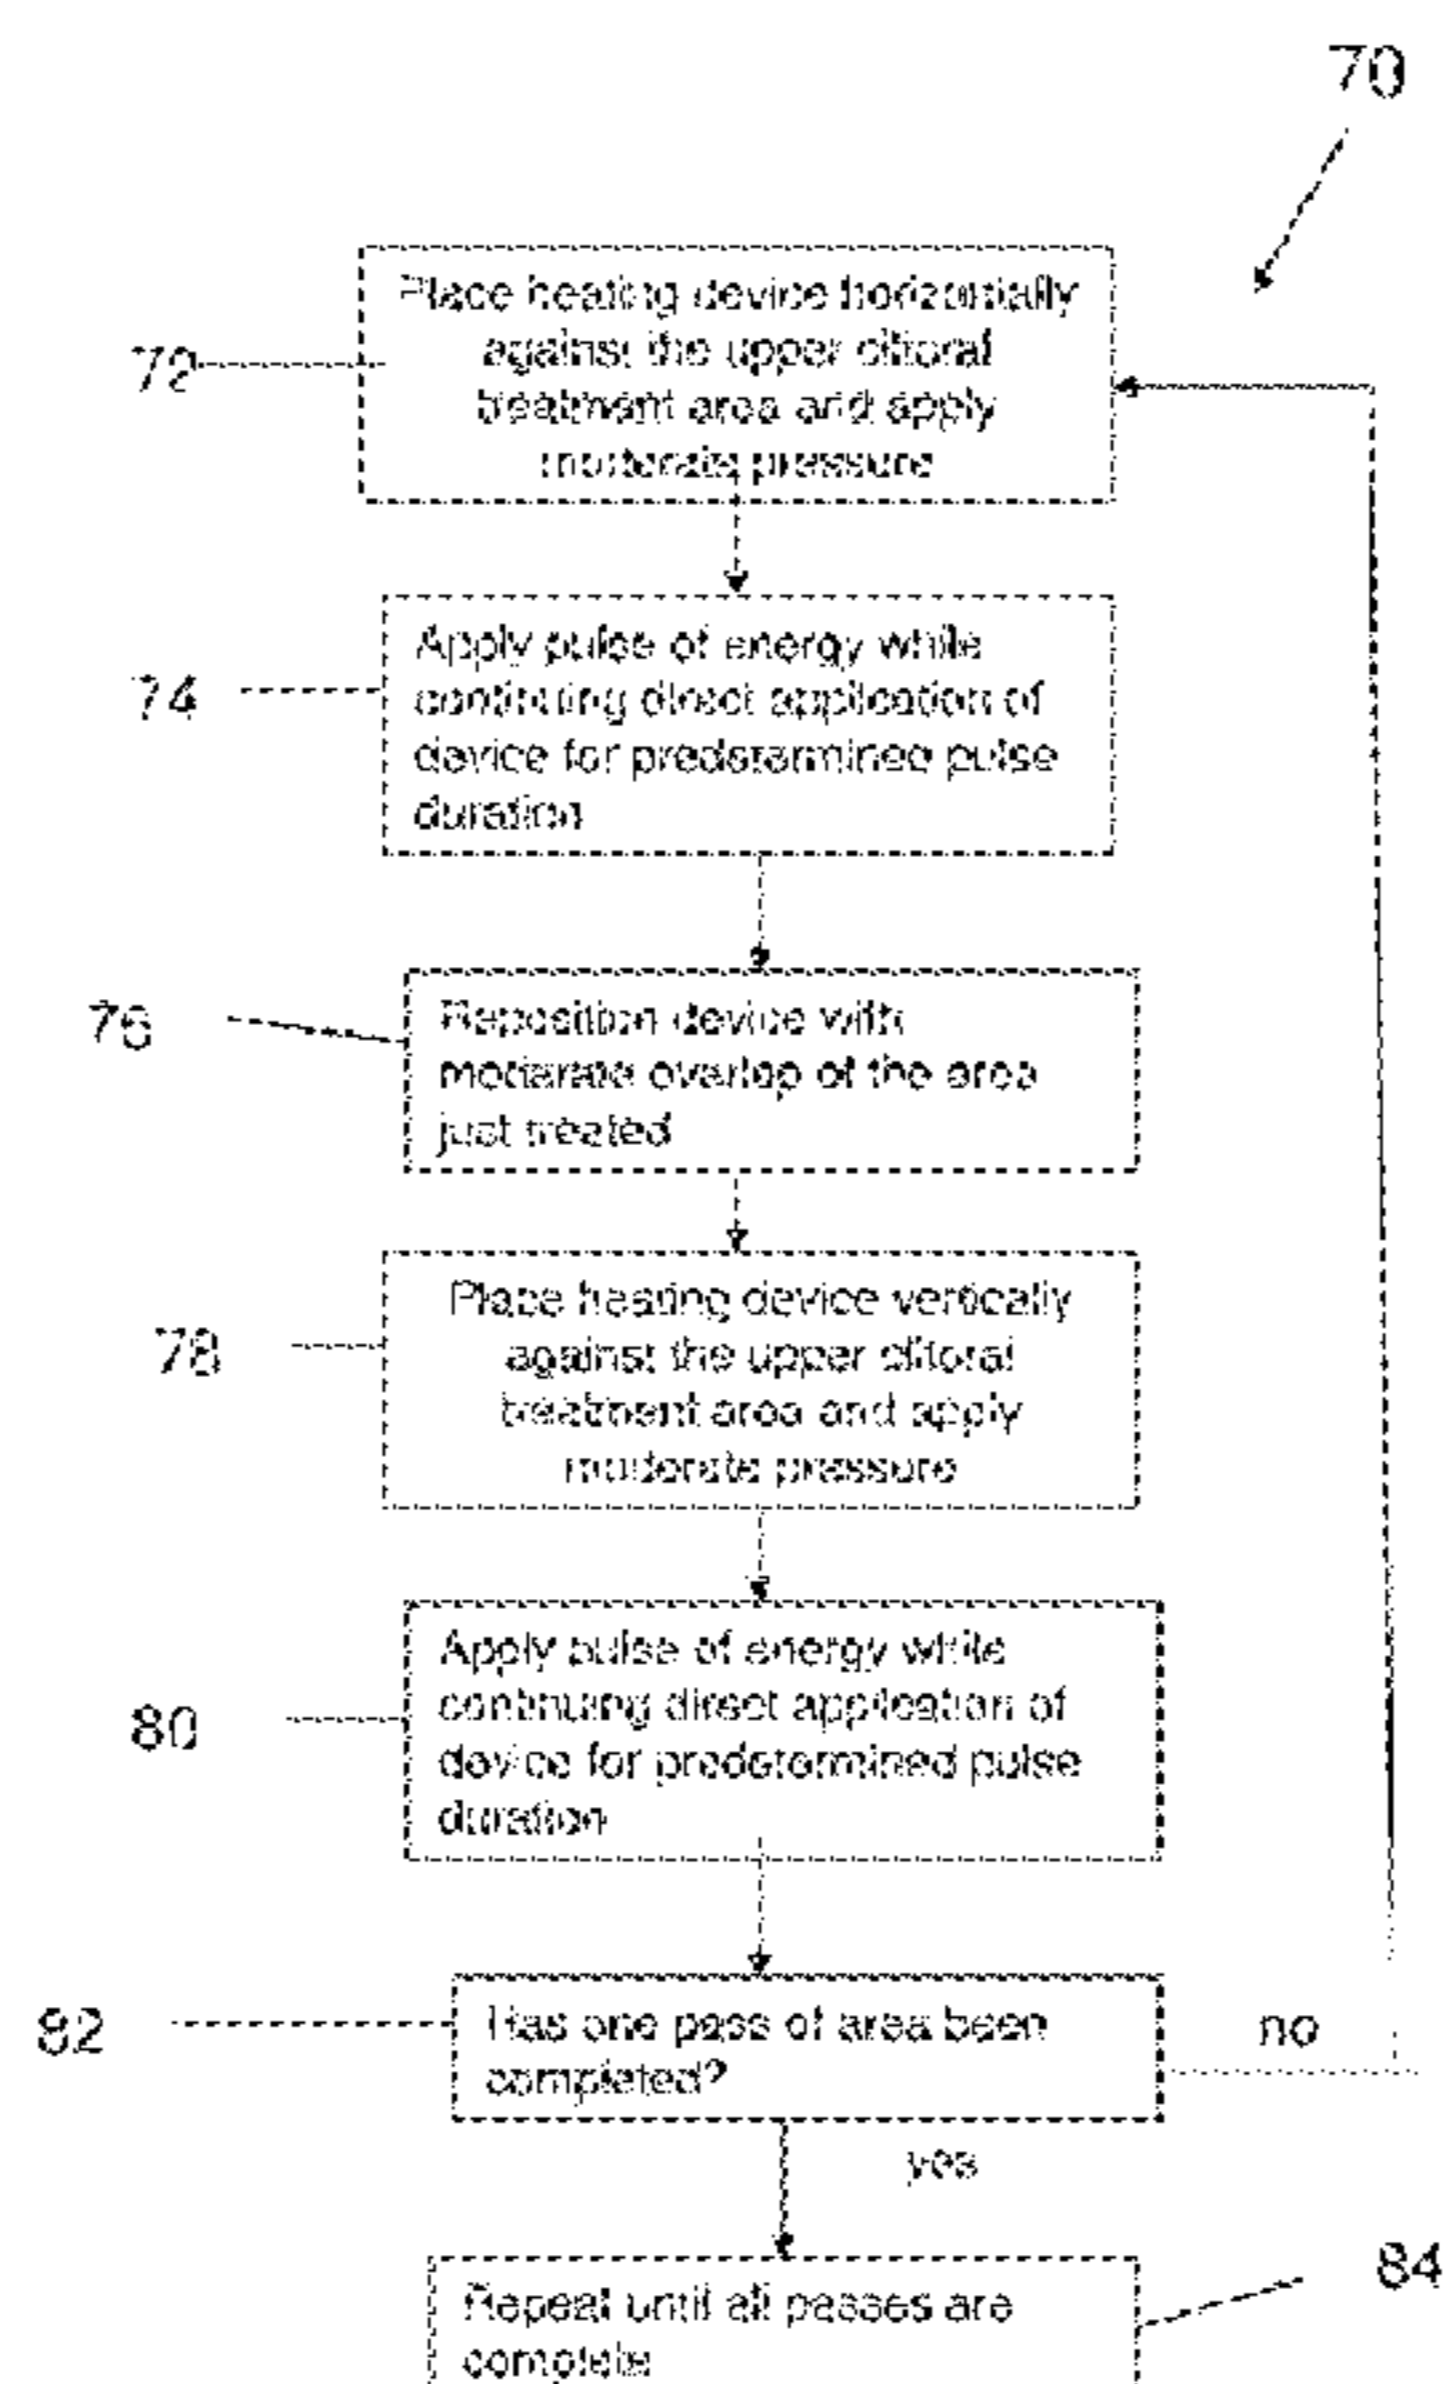 70
72
Place heating device horizontally
against the upper clitoral
treatment area and apply
moderate pressure
74
Apply pulse of energy while
continuing direct application of
device for predetermined pulse
duration
76
Reposition device with
moderate overlap of the area
just treated
78
Place heating device vertically
against the upper clitoral
treatment area and apply
moderate pressure
80
Apply pulse of energy while
continuing direct application of
device for predetermined pulse
duration
82
Has one pass of area been
completed?
no
yes
84
Repeat until all passes are
complete